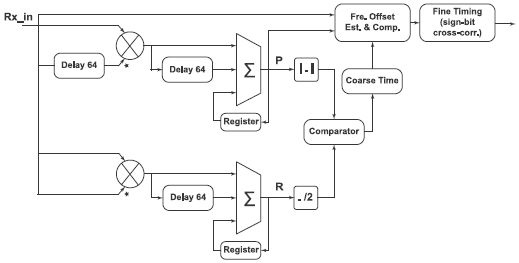 Rx_in
Delay 64
*
Delay 64
Σ
Register
P
|-|
Fre. Offset
Est. & Comp.
Fine Timing
(sign-bit
cross-corr.)
Coarse Time
Comparator
*
Delay 64
Σ
Register
R
- /2